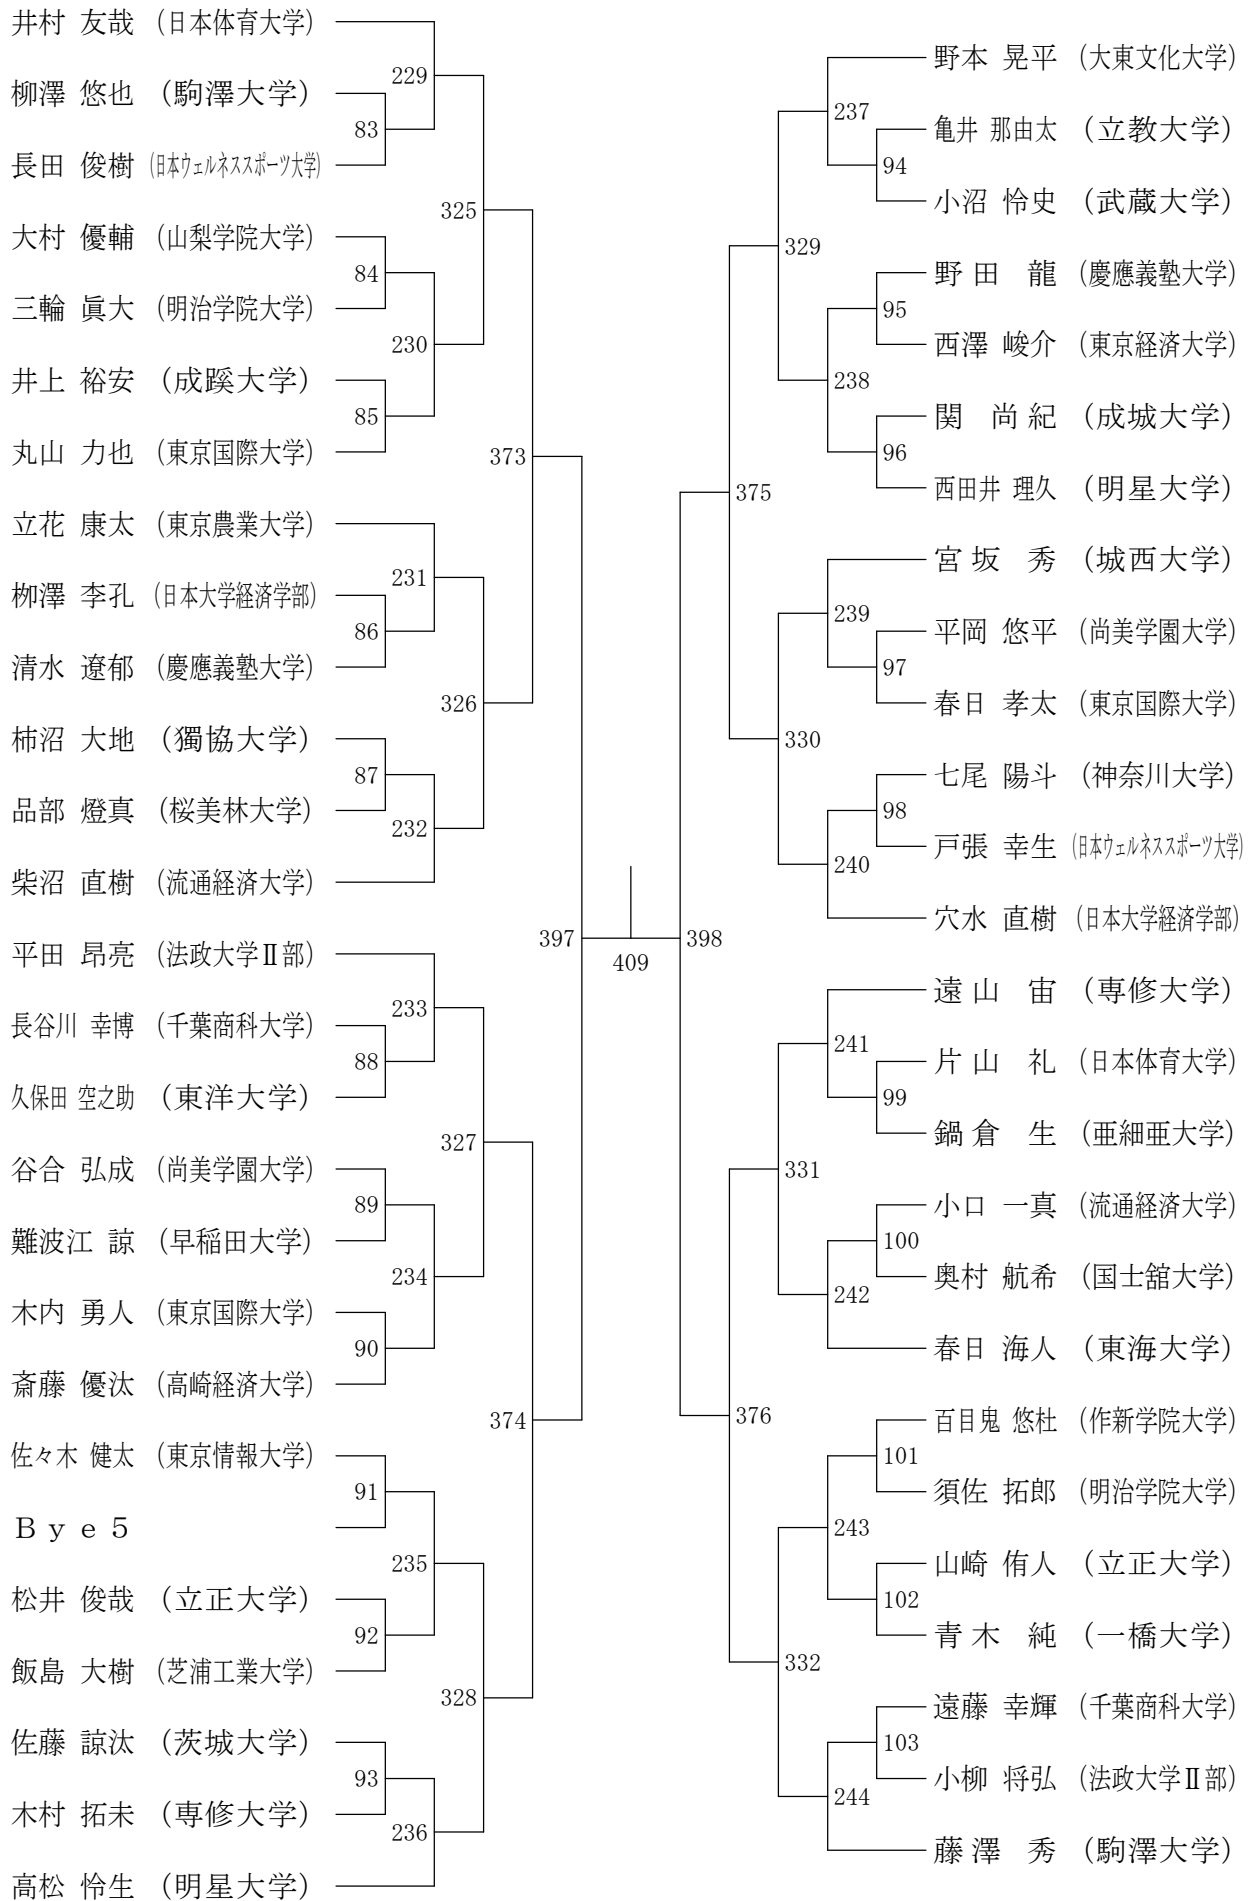 井村 友哉 (日本体育大学)
229
柳澤 悠也 (駒澤大学)
83
長田 俊樹 (日本ウェルネススポーツ大学)
325
大村 優輔 (山梨学院大学)
84
三輪 眞大 (明治学院大学)
230
井上 裕安 (成蹊大学)
85
丸山 力也 (東京国際大学)
373
立花 康太 (東京農業大学)
231
栁澤 李孔 (日本大学経済学部)
86
清水 遼郁 (慶應義塾大学)
326
柿沼 大地 (獨協大学)
87
品部 燈真 (桜美林大学)
232
柴沼 直樹 (流通経済大学)
397
平田 昂亮 (法政大学Ⅱ部)
233
長谷川 幸博 (千葉商科大学)
88
久保田 空之助 (東洋大学)
327
谷合 弘成 (尚美学園大学)
89
難波江 諒 (早稲田大学)
234
木内 勇人 (東京国際大学)
90
斎藤 優汰 (高崎経済大学)
374
佐々木 健太 (東京情報大学)
91
Bye5
235
松井 俊哉 (立正大学)
92
飯島 大樹 (芝浦工業大学)
328
佐藤 諒汰 (茨城大学)
93
木村 拓未 (専修大学)
236
高松 怜生 (明星大学)
409
野本 晃平 (大東文化大学)
237
亀井 那由太 (立教大学)
94
小沼 怜史 (武蔵大学)
329
野田 龍 (慶應義塾大学)
95
西澤 峻介 (東京経済大学)
238
関 尚紀 (成城大学)
96
西田井 理久 (明星大学)
375
宮坂 秀 (城西大学)
239
平岡 悠平 (尚美学園大学)
97
春日 孝太 (東京国際大学)
330
七尾 陽斗 (神奈川大学)
98
戸張 幸生 (日本ウェルネススポーツ大学)
240
穴水 直樹 (日本大学経済学部)
398
遠山 宙 (専修大学)
241
片山 礼 (日本体育大学)
99
鍋倉 生 (亜細亜大学)
331
小口 一真 (流通経済大学)
100
奥村 航希 (国士舘大学)
242
春日 海人 (東海大学)
376
百目鬼 悠杜 (作新学院大学)
101
須佐 拓郎 (明治学院大学)
243
山崎 侑人 (立正大学)
102
青木 純 (一橋大学)
332
遠藤 幸輝 (千葉商科大学)
103
小柳 将弘 (法政大学Ⅱ部)
244
藤澤 秀 (駒澤大学)